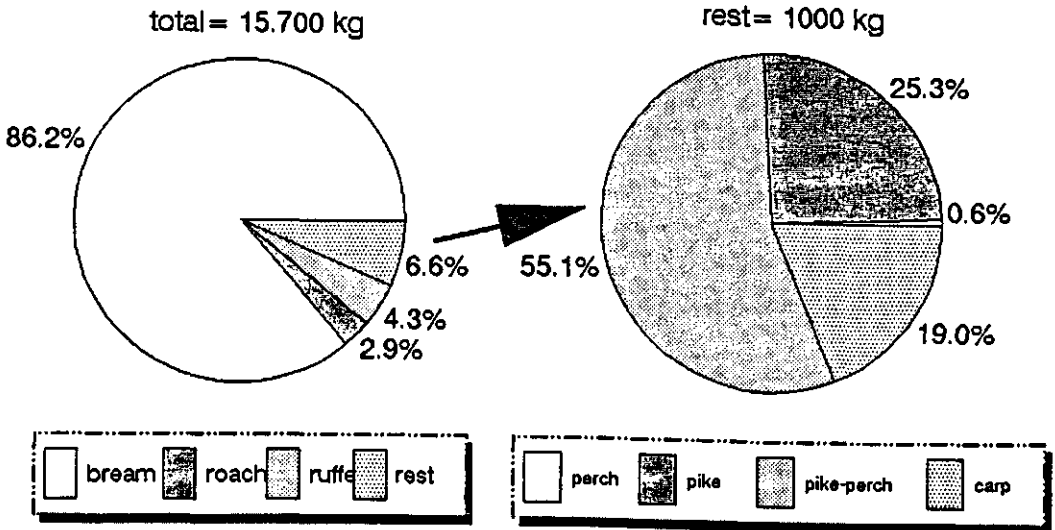 total= 15.700 kg
86.2%
6.6%
4.3%
2.9%
bream roach ruffe rest
rest= 1000 kg
25.3%
0.6%
55.1%
19.0%
perch pike pike-perch carp